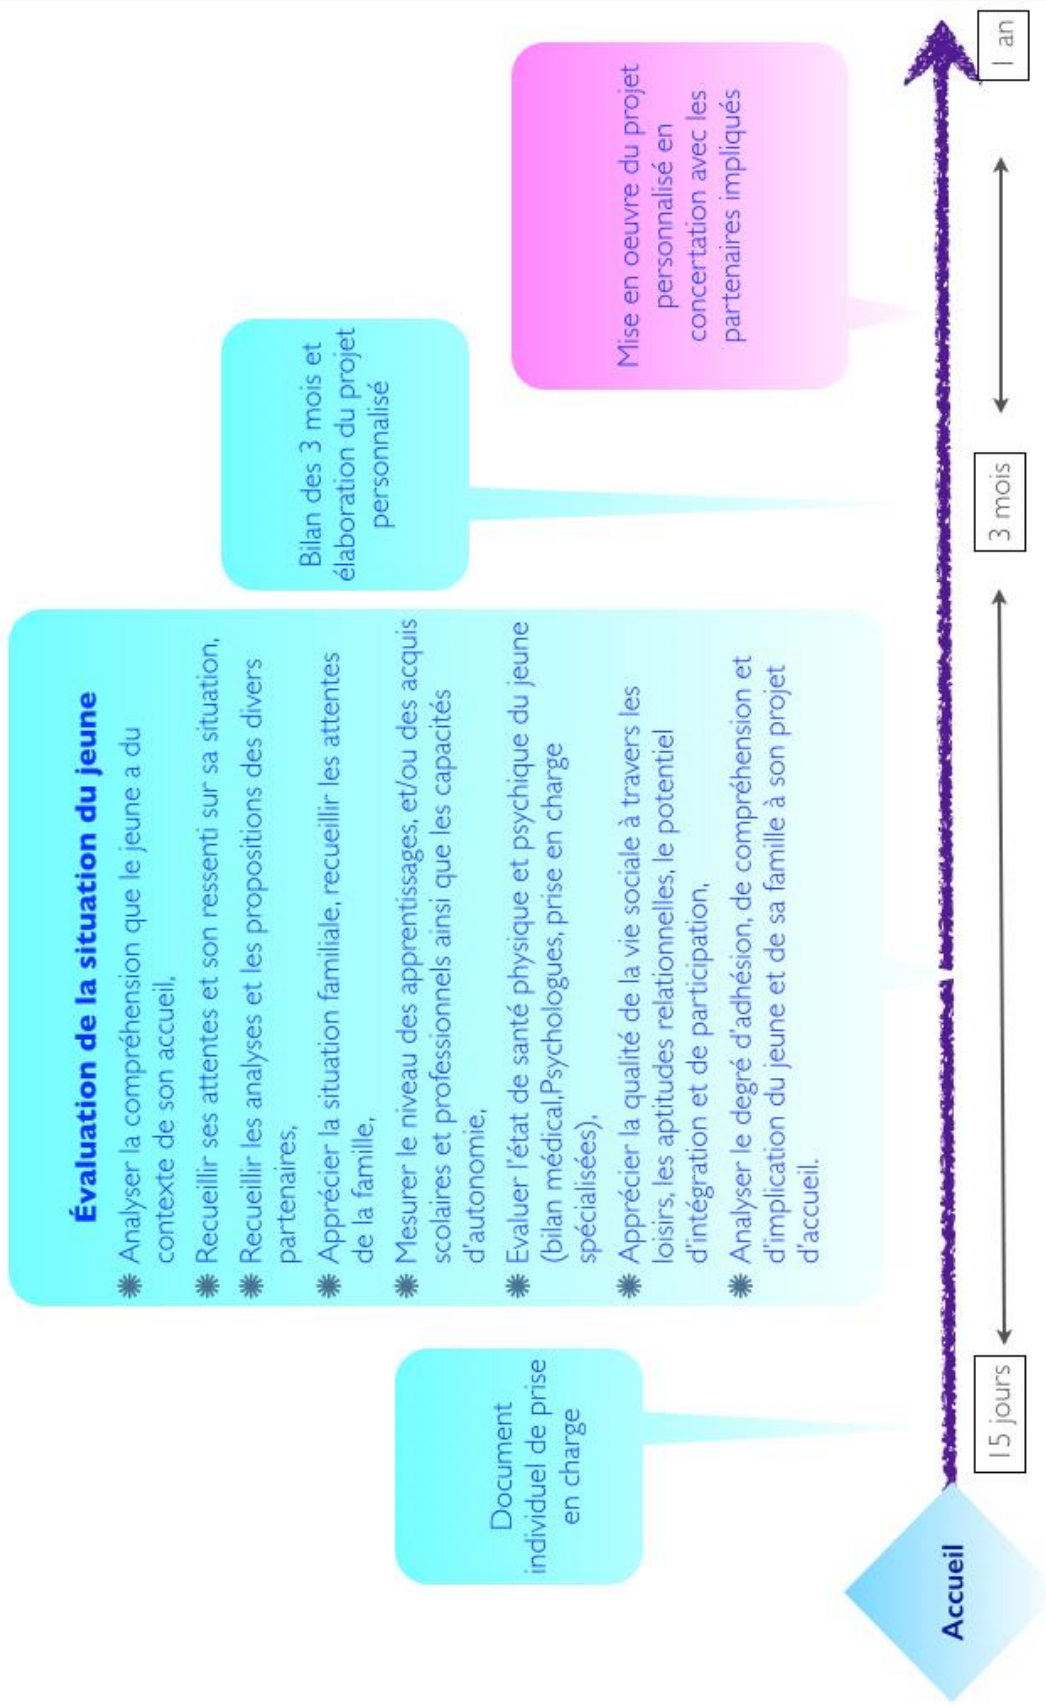 Évaluation de la situation du jeune
Analyser la compréhension que le jeune a du
contexte de son accueil,
Recueillir ses attentes et son ressenti sur sa situation,
Recueillir les analyses et les propositions des divers
partenaires,
Apprécier la situation familiale, recueillir les attentes
de la famille,
Mesurer le niveau des apprentissages, et/ou des acquis
scolaires et professionnels ainsi que les capacités
d'autonomie,
Evaluer l'état de santé physique et psychique du jeune
(bilan médical,Psychologues, prise en charge
spécialisées),
Apprécier la qualité de la vie sociale à travers les
loisirs, les aptitudes relationnelles, le potentiel
d'intégration et de participation,
Analyser le degré d'adhésion, de compréhension et
d'implication du jeune et de sa famille à son projet
d'accueil.
Document
individuel de prise
en charge
Bilan des 3 mois et
élaboration du projet
personnalisé
Mise en oeuvre du projet
personnalisé en
concertation avec les
partenaires impliqués
Accueil
15 jours
3 mois
1 an